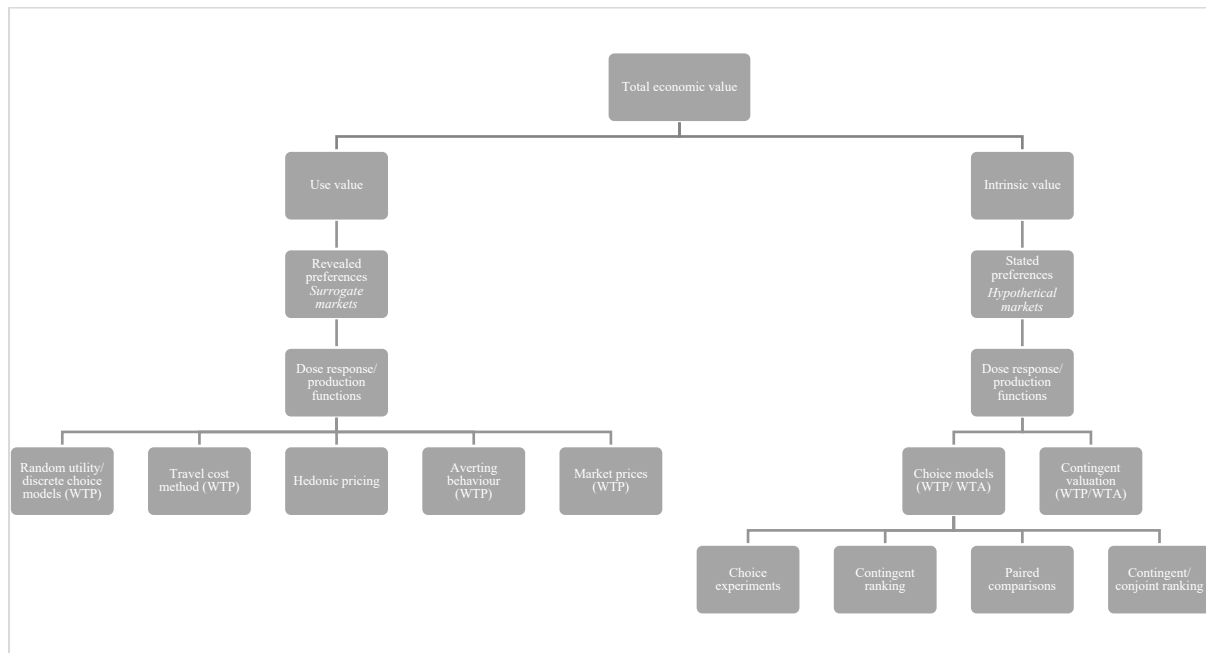 Total economic value
Use value
Intrinsic value
Revealed
preferences
Surrogate
markets
Stated
preferences
Hypothetical
markets
Dose response/
production
functions
Dose response/
production
functions
Random utility/
discrete choice
models (WTP)
Travel cost
method (WTP)
Hedonic pricing
Averting
behaviour
(WTP)
Market prices
(WTP)
Choice models
(WTP/ WTA)
Contingent
valuation
(WTP/WTA)
Choice
experiments
Contingent
ranking
Paired
comparisons
Contingent/
conjoint ranking